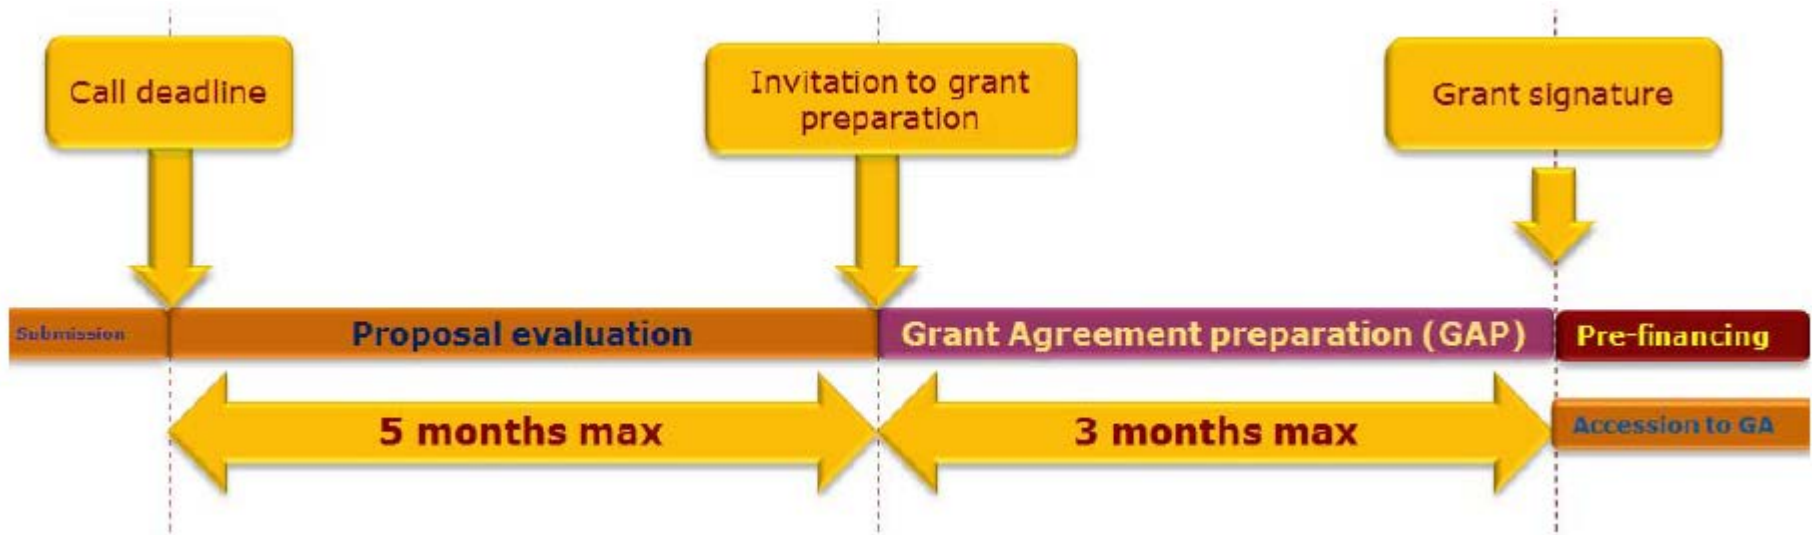 Call deadline
Invitation to grant
preparation
Grant signature
Submission
Proposal evaluation
Grant Agreement preparation (GAP)
Pre-financing
5 months max
3 months max
Accession to GA